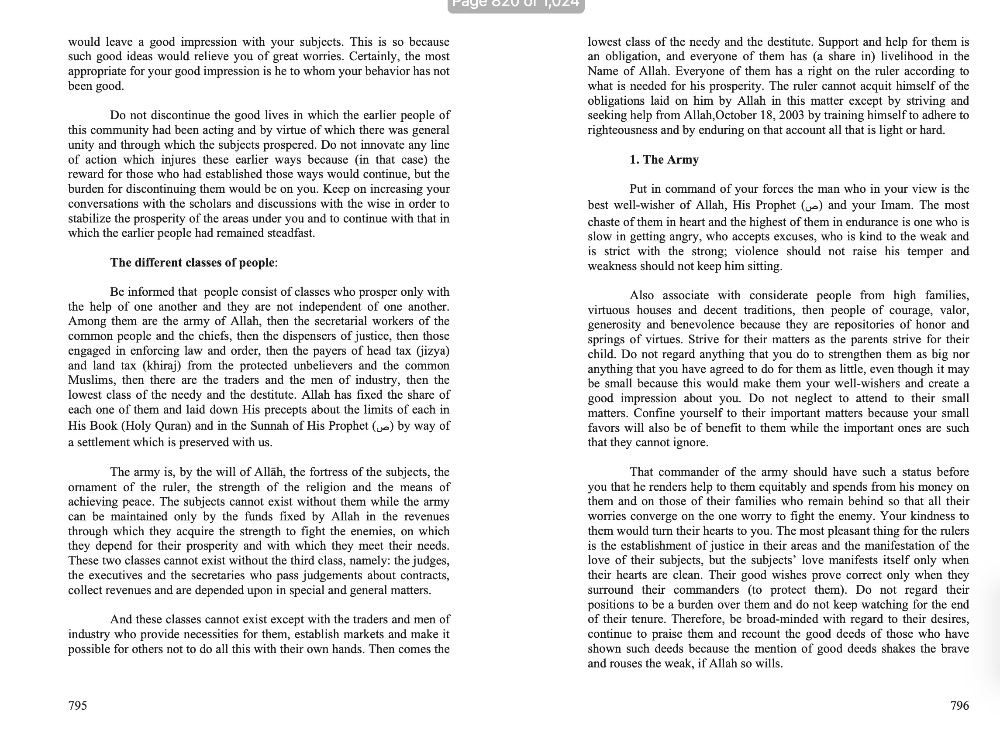 Page 820 of 1,024
would leave a good impression with your subjects. This is so because
such good ideas would relieve you of great worries. Certainly, the most
appropriate for your good impression is he to whom your behavior has not
been good.
Do not discontinue the good lives in which the earlier people of
this community had been acting and by virtue of which there was general
unity and through which the subjects prospered. Do not innovate any line
of action which injures these earlier ways because (in that case) the
reward for those who had established those ways would continue, but the
burden for discontinuing them would be on you. Keep on increasing your
conversations with the scholars and discussions with the wise in order to
stabilize the prosperity of the areas under you and to continue with that in
which the earlier people had remained steadfast.
The different classes of people:
Be informed that  people consist of classes who prosper only with
the help of one another and they are not independent of one another.
Among them are the army of Allah, then the secretarial workers of the
common people and the chiefs, then the dispensers of justice, then those
engaged in enforcing law and order, then the payers of head tax (jizya)
and land tax (khiraj) from the protected unbelievers and the common
Muslims, then there are the traders and the men of industry, then the
lowest class of the needy and the destitute. Allah has fixed the share of
each one of them and laid down His precepts about the limits of each in
His Book (Holy Quran) and in the Sunnah of His Prophet (ص) by way of
a settlement which is preserved with us.
The army is, by the will of Allāh, the fortress of the subjects, the
ornament of the ruler, the strength of the religion and the means of
achieving peace. The subjects cannot exist without them while the army
can be maintained only by the funds fixed by Allah in the revenues
through which they acquire the strength to fight the enemies, on which
they depend for their prosperity and with which they meet their needs.
These two classes cannot exist without the third class, namely: the judges,
the executives and the secretaries who pass judgements about contracts,
collect revenues and are depended upon in special and general matters.
And these classes cannot exist except with the traders and men of
industry who provide necessities for them, establish markets and make it
possible for others not to do all this with their own hands. Then comes the
795
lowest class of the needy and the destitute. Support and help for them is
an obligation, and everyone of them has (a share in) livelihood in the
Name of Allah. Everyone of them has a right on the ruler according to
what is needed for his prosperity. The ruler cannot acquit himself of the
obligations laid on him by Allah in this matter except by striving and
seeking help from Allah,October 18, 2003 by training himself to adhere to
righteousness and by enduring on that account all that is light or hard.
1. The Army
Put in command of your forces the man who in your view is the
best well-wisher of Allah, His Prophet (ص) and your Imam. The most
chaste of them in heart and the highest of them in endurance is one who is
slow in getting angry, who accepts excuses, who is kind to the weak and
is strict with the strong; violence should not raise his temper and
weakness should not keep him sitting.
Also associate with considerate people from high families,
virtuous houses and decent traditions, then people of courage, valor,
generosity and benevolence because they are repositories of honor and
springs of virtues. Strive for their matters as the parents strive for their
child. Do not regard anything that you do to strengthen them as big nor
anything that you have agreed to do for them as little, even though it may
be small because this would make them your well-wishers and create a
good impression about you. Do not neglect to attend to their small
matters. Confine yourself to their important matters because your small
favors will also be of benefit to them while the important ones are such
that they cannot ignore.
That commander of the army should have such a status before
you that he renders help to them equitably and spends from his money on
them and on those of their families who remain behind so that all their
worries converge on the one worry to fight the enemy. Your kindness to
them would turn their hearts to you. The most pleasant thing for the rulers
is the establishment of justice in their areas and the manifestation of the
love of their subjects, but the subjects’ love manifests itself only when
their hearts are clean. Their good wishes prove correct only when they
surround their commanders (to protect them). Do not regard their
positions to be a burden over them and do not keep watching for the end
of their tenure. Therefore, be broad-minded with regard to their desires,
continue to praise them and recount the good deeds of those who have
shown such deeds because the mention of good deeds shakes the brave
and rouses the weak, if Allah so wills.
796